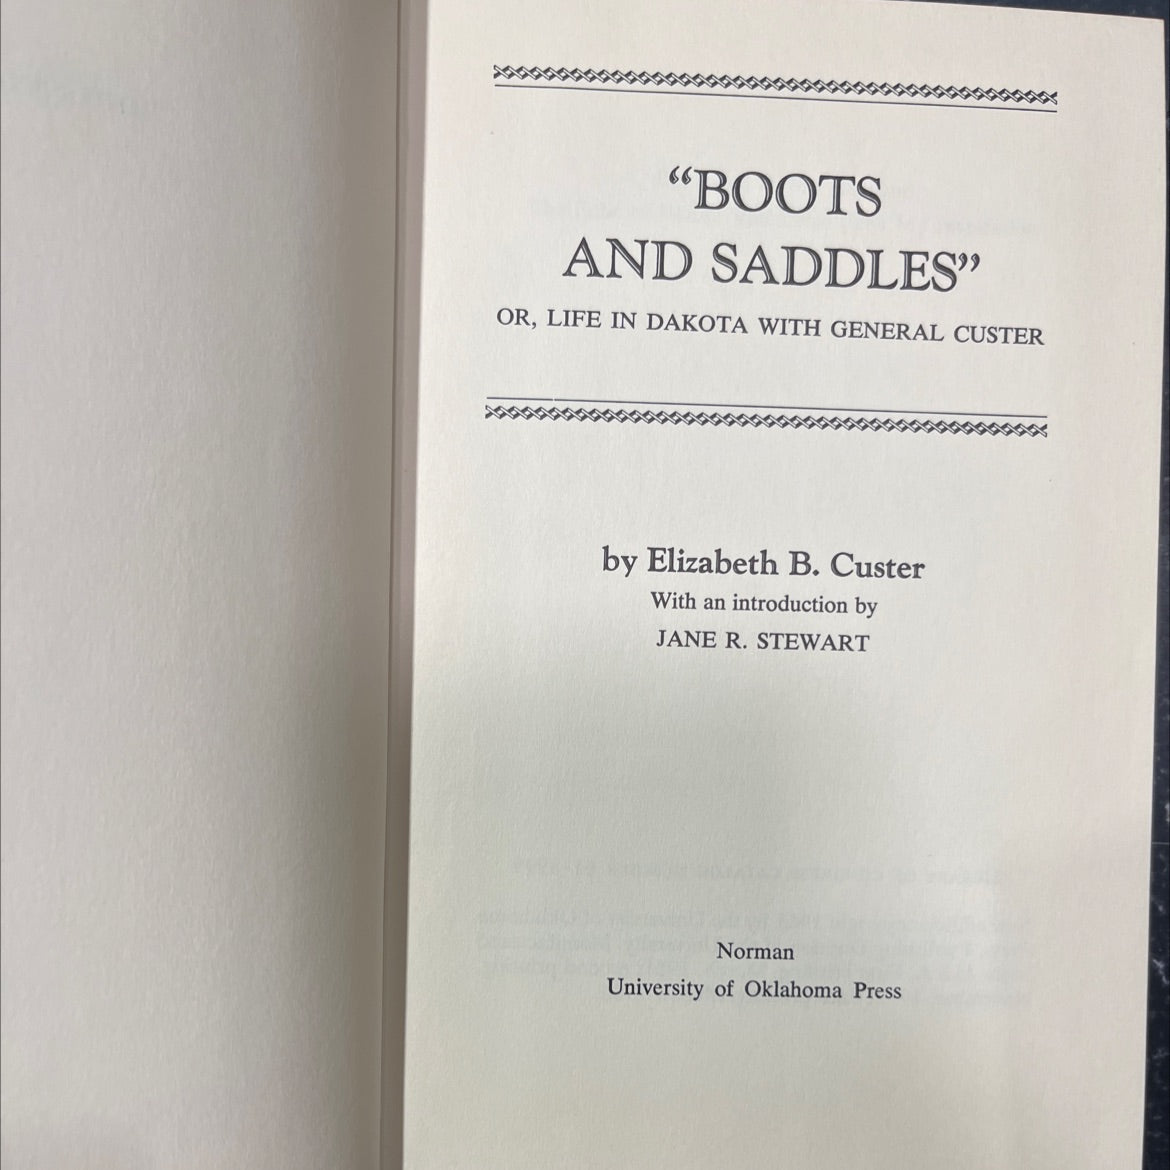 “BOOTS
AND SADDLES”
OR, LIFE IN DAKOTA WITH GENERAL CUSTER
by Elizabeth B. Custer
With an introduction by
JANE R. STEWART
Norman
University of Oklahoma Press